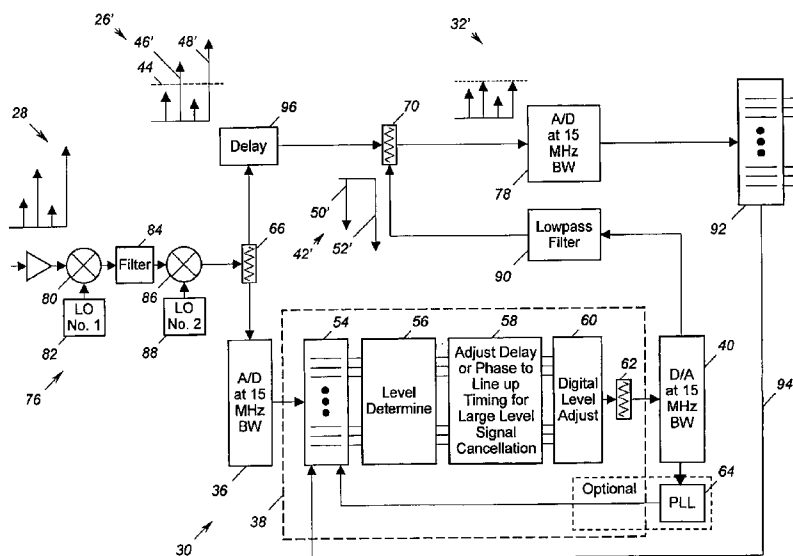 26'
46'
48'
44
32'
28
96
Delay
70
A/D
at 15
MHz
BW
78
92
50'
52'
42'
Lowpass
Filter
90
84
66
80
Filter
86
LO
No. 1
82
LO
No. 2
88
76
A/D
at 15
MHz
BW
36
30
38
54
56
Level
Determine
58
Adjust Delay
or Phase to
Line up
Timing for
Large Level
Signal
Cancellation
60
Digital
Level
Adjust
62
40
D/A
at 15
MHz
BW
94
Optional
64
PLL